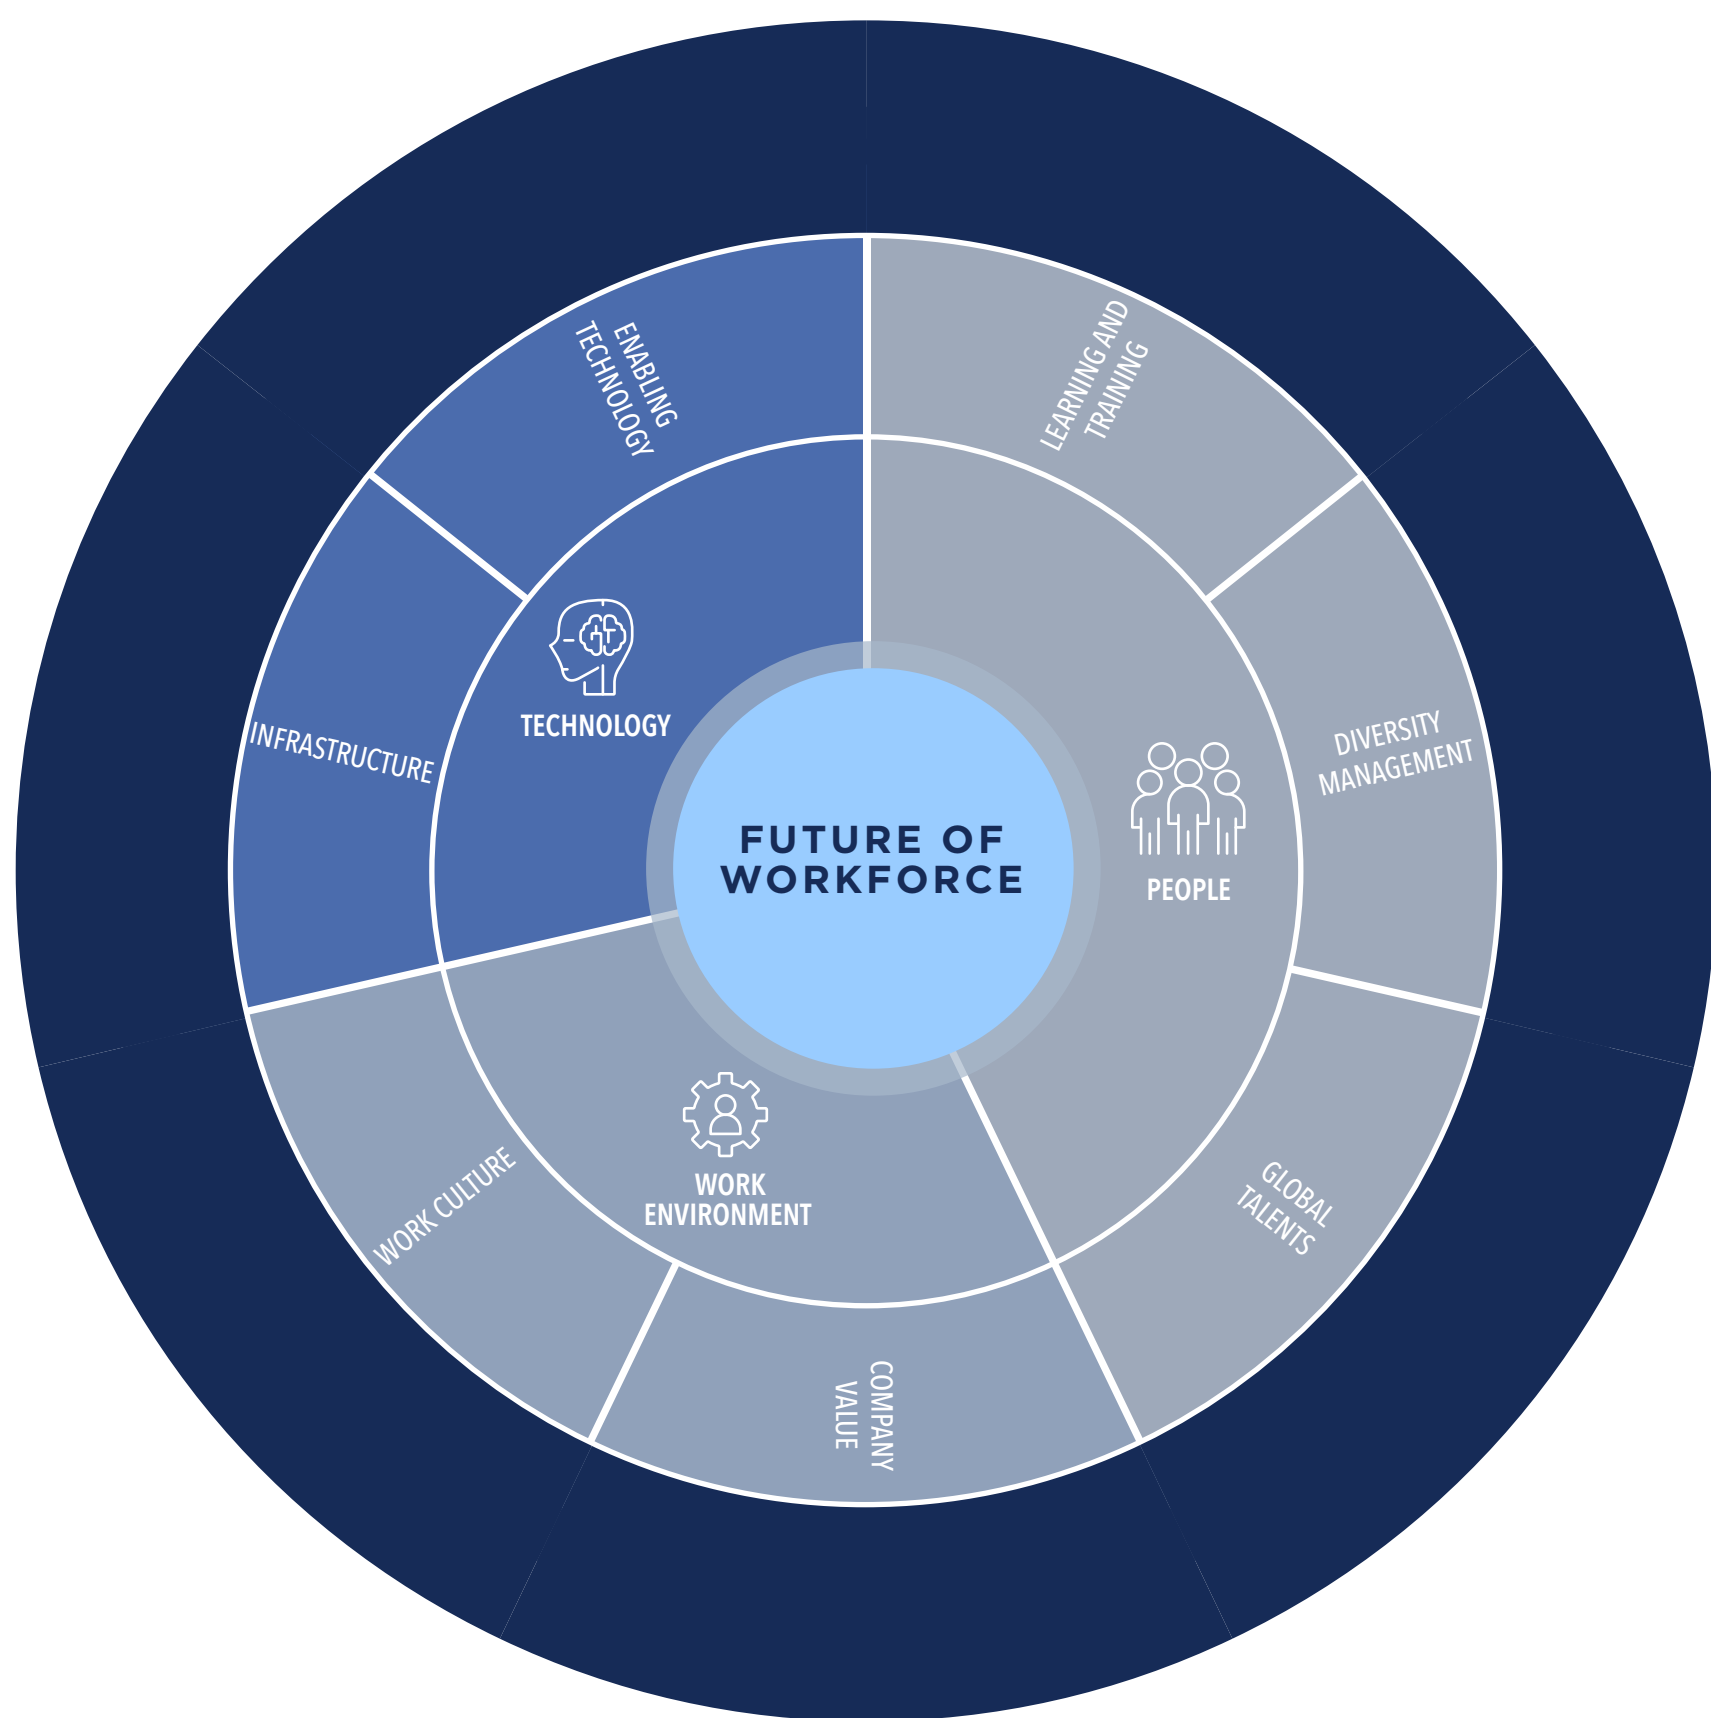 FUTURE OF
WORKFORCE
TECHNOLOGY
PEOPLE
WORK
ENVIRONMENT
ENABLING
TECHNOLOGY
LEARNING AND
TRAINING
DIVERSITY
MANAGEMENT
GLOBAL
TALENTS
COMPANY
VALUE
WORK CULTURE
INFRASTRUCTURE